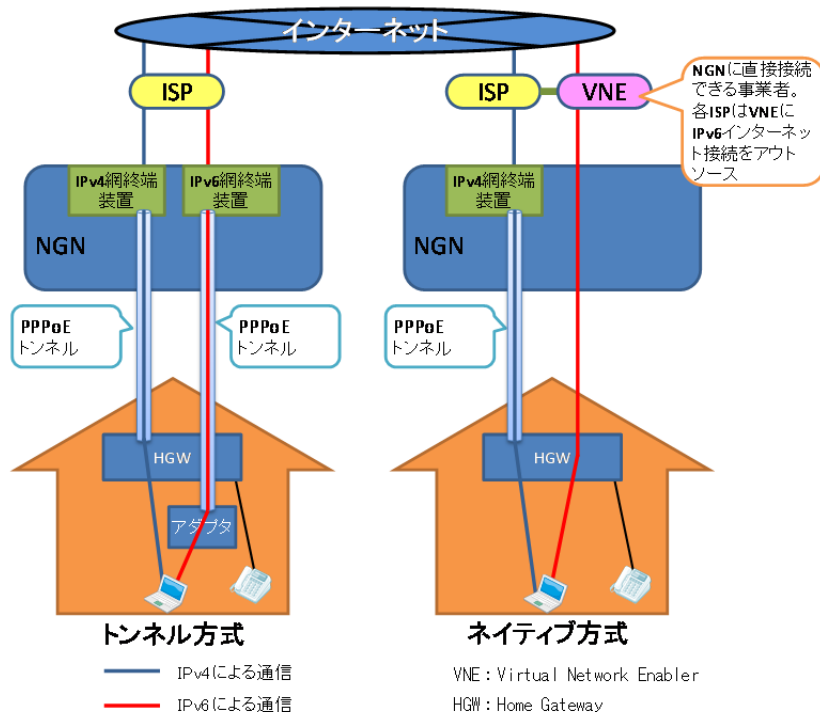 インターネット
ISP
ISP
VNE
NGNに直接接続
できる事業者。
各ISPはVNEに
IPv6インターネッ
ト接続をアウト
ソース
IPv4網終端
装置
IPv6網終端
装置
NGN
IPv4網終端
装置
NGN
PPPoE
トンネル
PPPoE
トンネル
PPPoE
トンネル
HGW
アダプタ
HGW
トンネル方式
ネイティブ方式
IPv4による通信
IPv6による通信
VNE：Virtual Network Enabler
HGW：Home Gateway